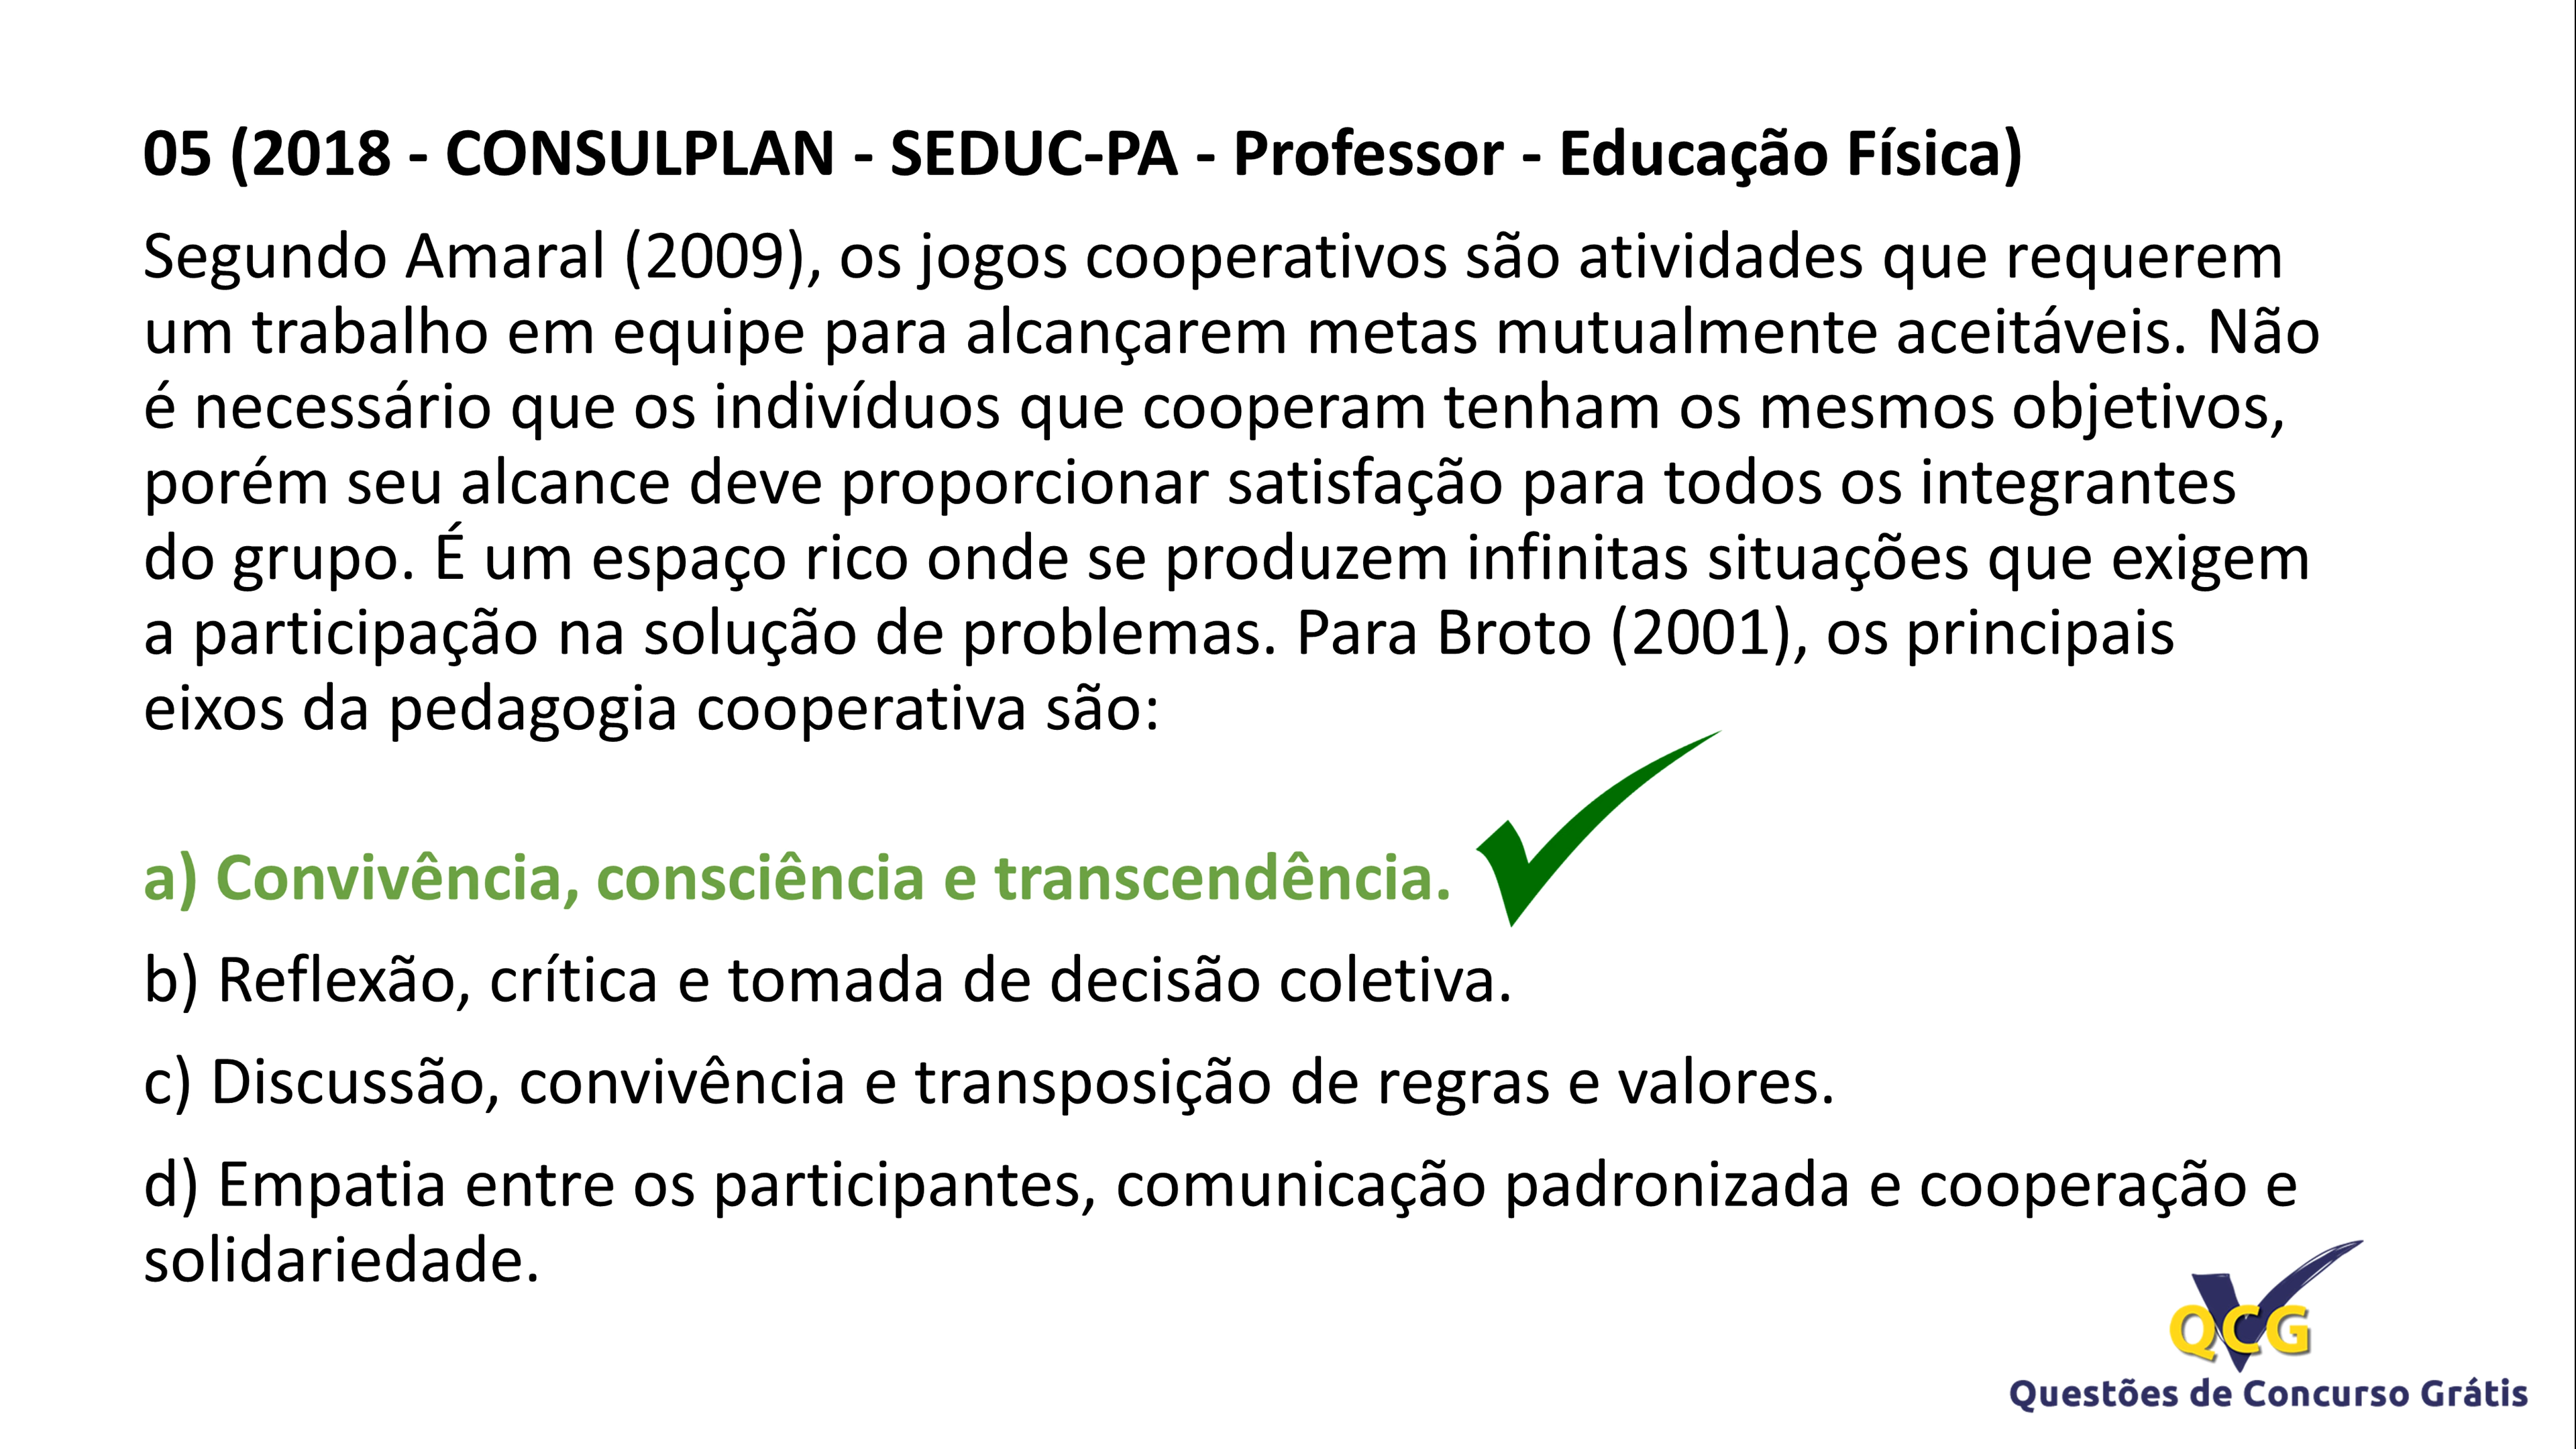 05 (2018 - CONSULPLAN - SEDUC-PA - Professor - Educação Física)
Segundo Amaral (2009), os jogos cooperativos são atividades que requerem
um trabalho em equipe para alcançarem metas mutualmente aceitáveis. Não
é necessário que os indivíduos que cooperam tenham os mesmos objetivos,
porém seu alcance deve proporcionar satisfação para todos os integrantes
do grupo. É um espaço rico onde se produzem infinitas situações que exigem
a participação na solução de problemas. Para Broto (2001), os principais
eixos da pedagogia cooperativa são:
a) Convivência, consciência e transcendência.
b) Reflexão, crítica e tomada de decisão coletiva.
c) Discussão, convivência e transposição de regras e valores.
d) Empatia entre os participantes, comunicação padronizada e cooperação e
solidariedade.
QCG
Questões de Concurso Grátis